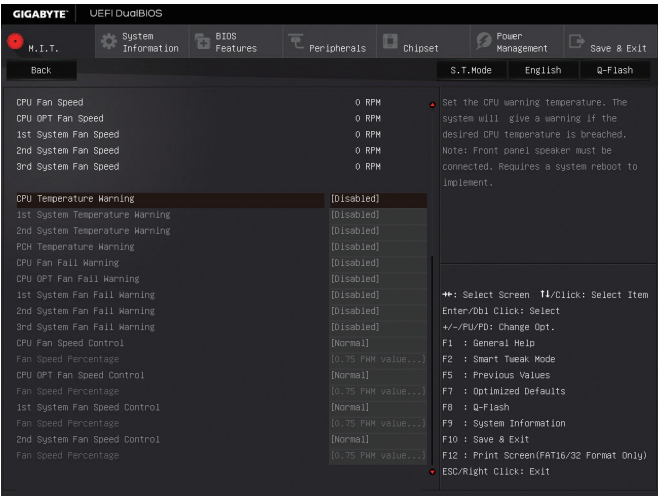 GIGABYTE™ UEFI DualBIOS
M.I.T. System Information BIOS Features Peripherals Chipset Power Management Save & Exit
Back S.T.Mode English Q-Flash
CPU Fan Speed 0 RPM
CPU OPT Fan Speed 0 RPM
1st System Fan Speed 0 RPM
2nd System Fan Speed 0 RPM
3rd System Fan Speed 0 RPM
CPU Temperature Warning [Disabled]
1st System Temperature Warning [Disabled]
2nd System Temperature Warning [Disabled]
PCH Temperature Warning [Disabled]
CPU Fan Fail Warning [Disabled]
CPU OPT Fan Fail Warning [Disabled]
1st System Fan Fail Warning [Disabled]
2nd System Fan Fail Warning [Disabled]
3rd System Fan Fail Warning [Disabled]
CPU Fan Speed Control [Normal]
Fan Speed Percentage [0.75 PWM value...]
CPU OPT Fan Speed Control [Normal]
Fan Speed Percentage [0.75 PWM value...]
1st System Fan Speed Control [Normal]
Fan Speed Percentage [0.75 PWM value...]
2nd System Fan Speed Control [Normal]
Fan Speed Percentage [0.75 PWM value...]
Set the CPU warning temperature. The
system will give a warning if the
desired CPU temperature is breached.
Note: Front panel speaker must be
connected. Requires a system reboot to
implement.
→←: Select Screen ↑↓/Click: Select Item
Enter/Dbl Click: Select
+/-/PU/PD: Change Opt.
F1 : General Help
F2 : Smart Tweak Mode
F5 : Previous Values
F7 : Optimized Defaults
F8 : Q-Flash
F9 : System Information
F10 : Save & Exit
F12 : Print Screen(FAT16/32 Format Only)
ESC/Right Click: Exit